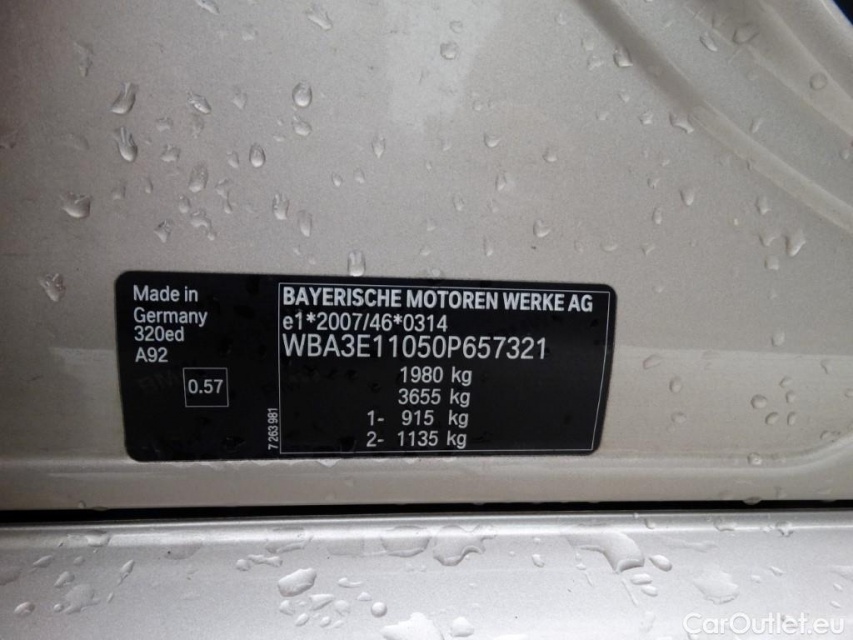 Made in
Germany
320ed
A92
0.57
7 263 981
BAYERISCHE MOTOREN WERKE AG
e1*2007/46*0314
WBA3E11050P657321
1980 kg
3655 kg
1- 915 kg
2- 1135 kg
CarOutlet.eu